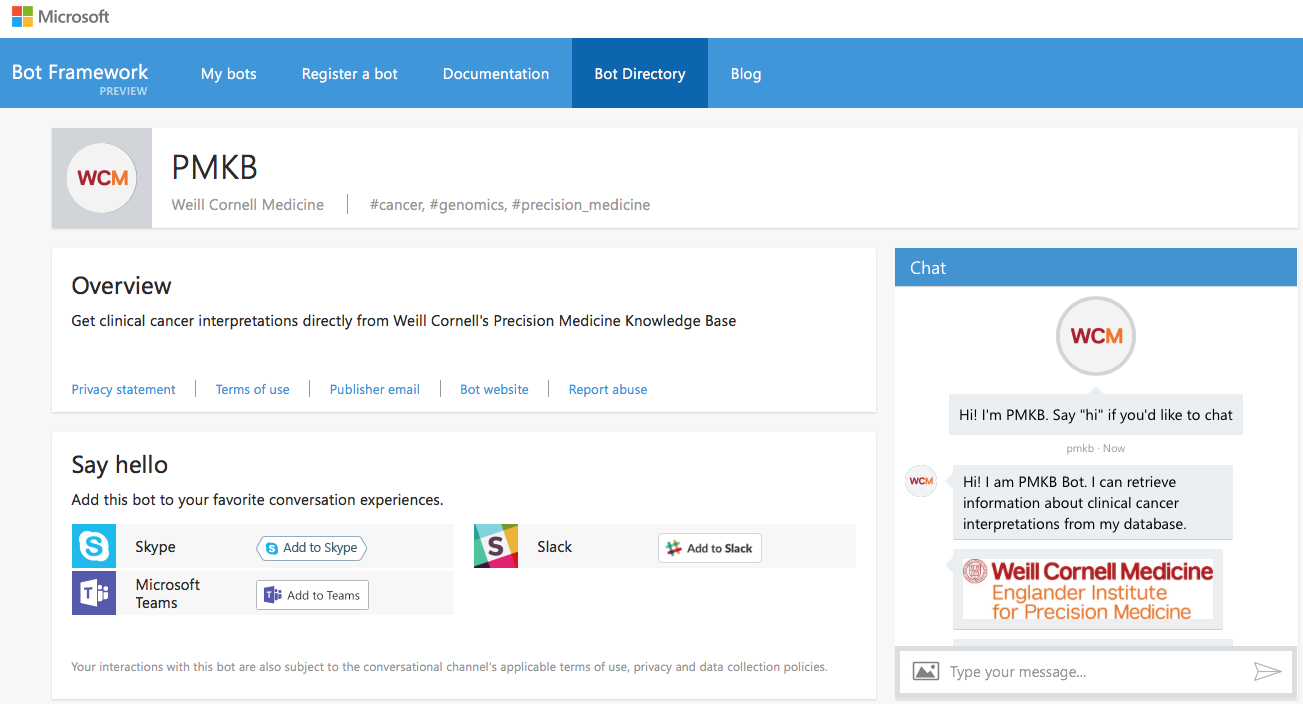 Microsoft
Bot Framework
PREVIEW
My bots
Register a bot
Documentation
Bot Directory
Blog
WCM
PMKB
Weill Cornell Medicine
#cancer, #genomics, #precision_medicine
Overview
Get clinical cancer interpretations directly from Weill Cornell's Precision Medicine Knowledge Base
Privacy statement
Terms of use
Publisher email
Bot website
Report abuse
Say hello
Add this bot to your favorite conversation experiences.
Skype
Add to Skype
Slack
Add to Slack
Microsoft
Teams
Add to Teams
Your interactions with this bot are also subject to the conversational channel's applicable terms of use, privacy and data collection policies.
Chat
WCM
Hi! I'm PMKB. Say "hi" if you'd like to chat
pmkb · Now
WCM
Hi! I am PMKB Bot. I can retrieve
information about clinical cancer
interpretations from my database.
Weill Cornell Medicine
Englander Institute
for Precision Medicine
Type your message...